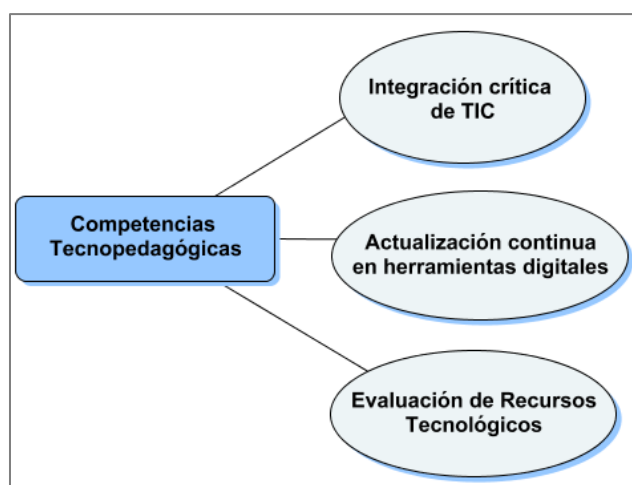 Integración crítica
de TIC
Competencias
Tecnopedagógicas
Actualización continua
en herramientas digitales
Evaluación de Recursos
Tecnológicos